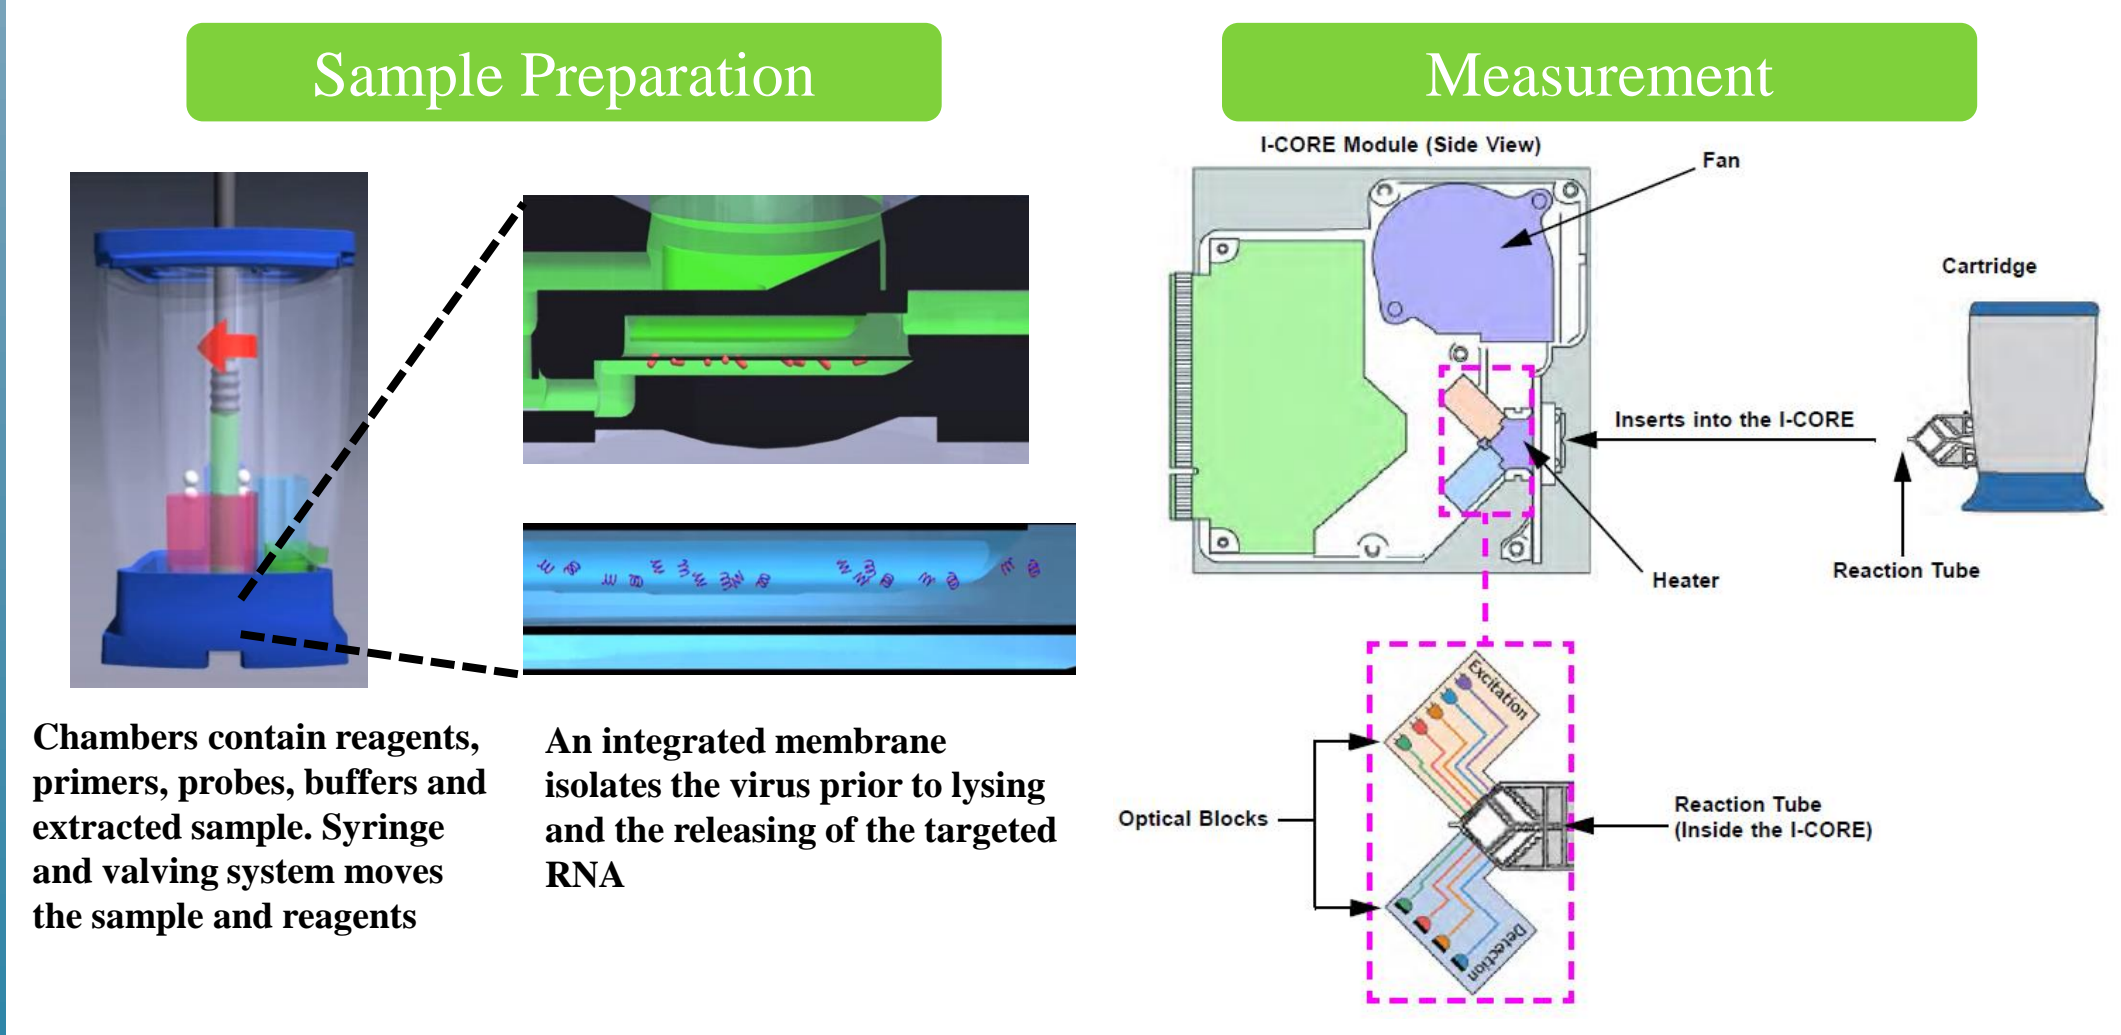 Sample Preparation
Measurement
Chambers contain reagents,
primers, probes, buffers and
extracted sample. Syringe
and valving system moves
the sample and reagents
An integrated membrane
isolates the virus prior to lysing
and the releasing of the targeted
RNA
I-CORE Module (Side View)
Fan
Cartridge
Inserts into the I-CORE
Heater
Reaction Tube
Excitation
Optical Blocks
Reaction Tube
(Inside the I-CORE)
Detection